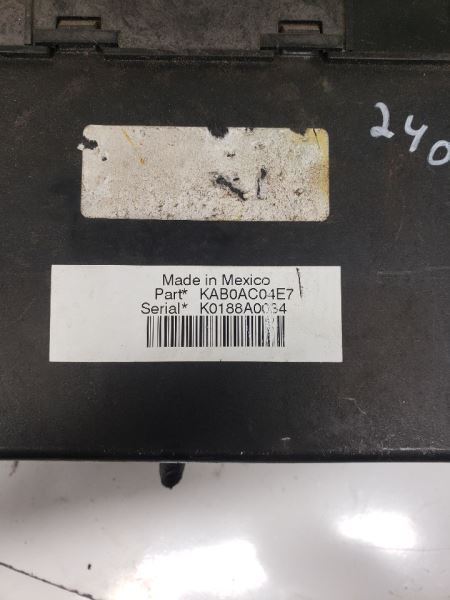 240
Made in Mexico
Part* KAB0AC04E7
Serial* K0188A0034